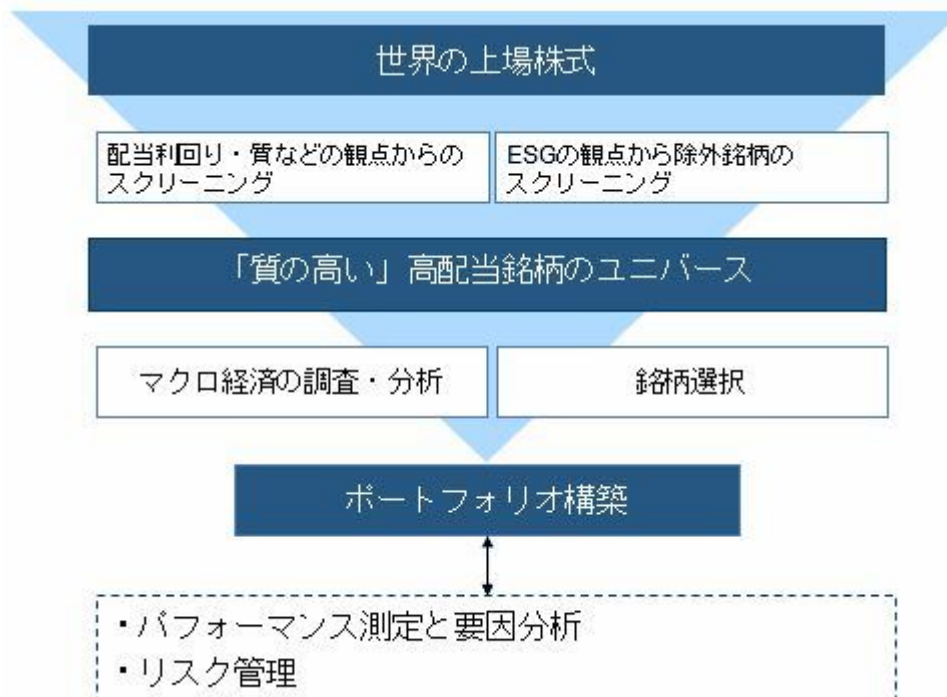 世界の上場株式
配当利回り・質などの観点からの
スクリーニング
ESGの観点から除外銘柄の
スクリーニング
「質の高い」高配当銘柄のユニバース
マクロ経済の調査・分析
銘柄選択
ポートフォリオ構築
・パフォーマンス測定と要因分析
・リスク管理